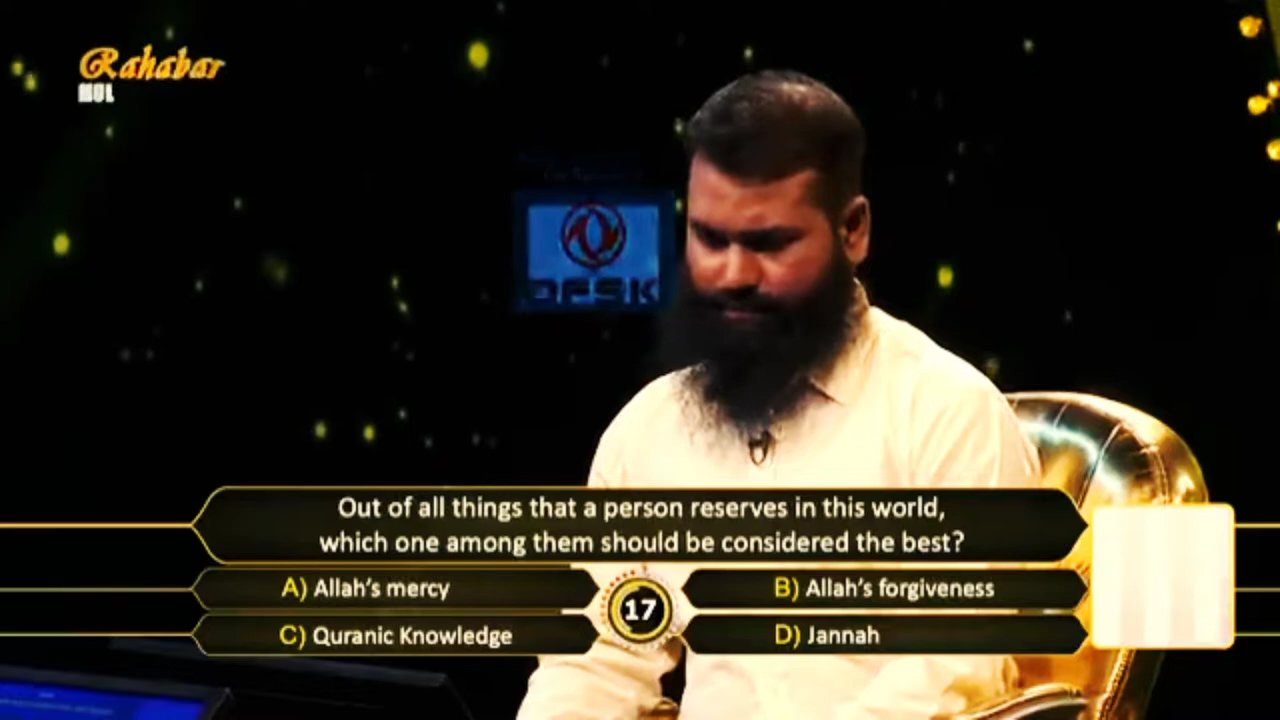 Rahabar
DFSK
Out of all things that a person reserves in this world,
which one among them should be considered the best?
A) Allah's mercy
B) Allah's forgiveness
17
C) Quranic Knowledge
D) Jannah